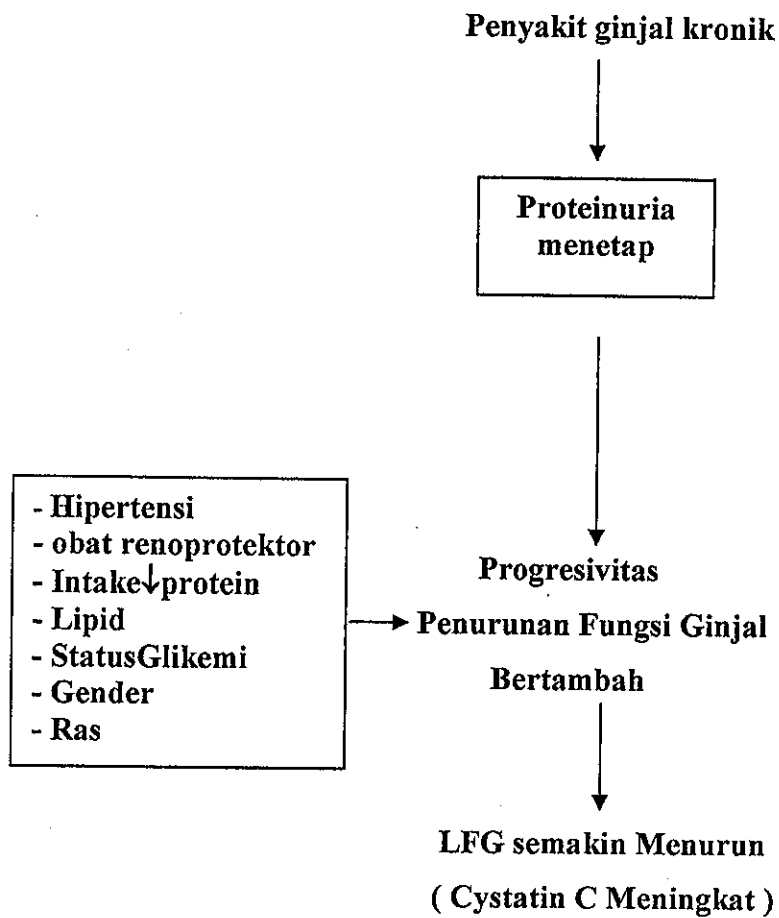 Penyakit ginjal kronik
Proteinuria
menetap
- Hipertensi
- obat renoprotektor
- Intake↓protein
- Lipid
- StatusGlikemi
- Gender
- Ras
Progresivitas
Penurunan Fungsi Ginjal
Bertambah
LFG semakin Menurun
( Cystatin C Meningkat )